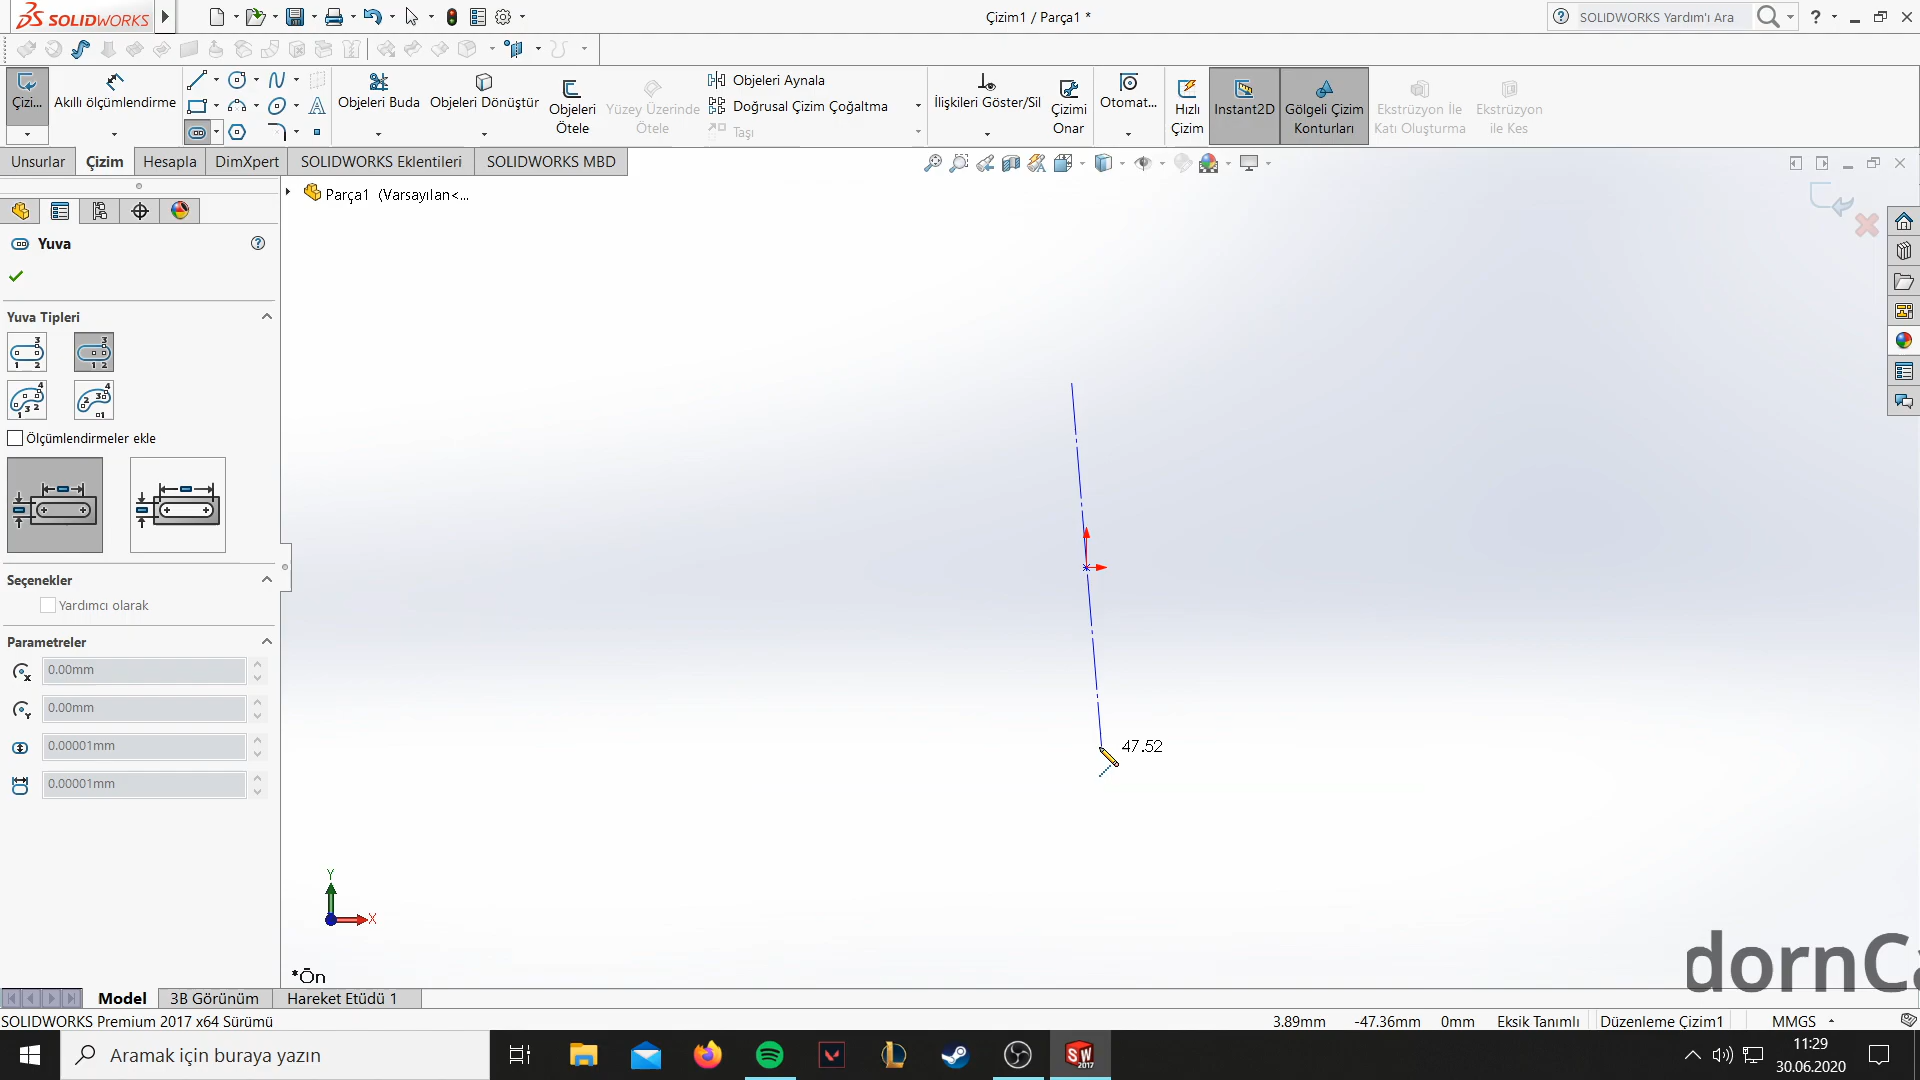 SOLIDWORKS
Çizim1 / Parça1 *
SOLIDWORKS Yardım'ı Ara
Çizi...
Akıllı ölçümlendirme
Objeleri Buda
Objeleri Dönüştür
Objeleri Ötele
Yüzey Üzerinde Ötele
Objeleri Aynala
Doğrusal Çizim Çoğaltma
Taşı
İlişkileri Göster/Sil
Çizimi Onar
Otomat...
Hızlı Çizim
Instant2D
Gölgeli Çizim Konturları
Ekstrüzyon İle Katı Oluşturma
Ekstrüzyon ile Kes
Unsurlar
Çizim
Hesapla
DimXpert
SOLIDWORKS Eklentileri
SOLIDWORKS MBD
Parça1 (Varsayılan<...
Yuva
Yuva Tipleri
Ölçümlendirmeler ekle
Seçenekler
Yardımcı olarak
Parametreler
0.00mm
0.00mm
0.00001mm
0.00001mm
47.52
Y
X
*Ön
dornCa
Model
3B Görünüm
Hareket Etüdü 1
SOLIDWORKS Premium 2017 x64 Sürümü
3.89mm
-47.36mm
0mm
Eksik Tanımlı
Düzenleme Çizim1
MMGS
Aramak için buraya yazın
SW
2017
11:29
30.06.2020